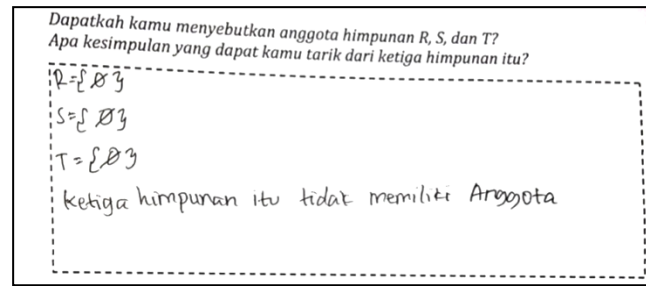 Dapatkah kamu menyebutkan anggota himpunan R, S, dan T?
Apa kesimpulan yang dapat kamu tarik dari ketiga himpunan itu?
R={∅}
S={∅}
T={∅}
Ketiga himpunan itu tidak memiliki Anggota